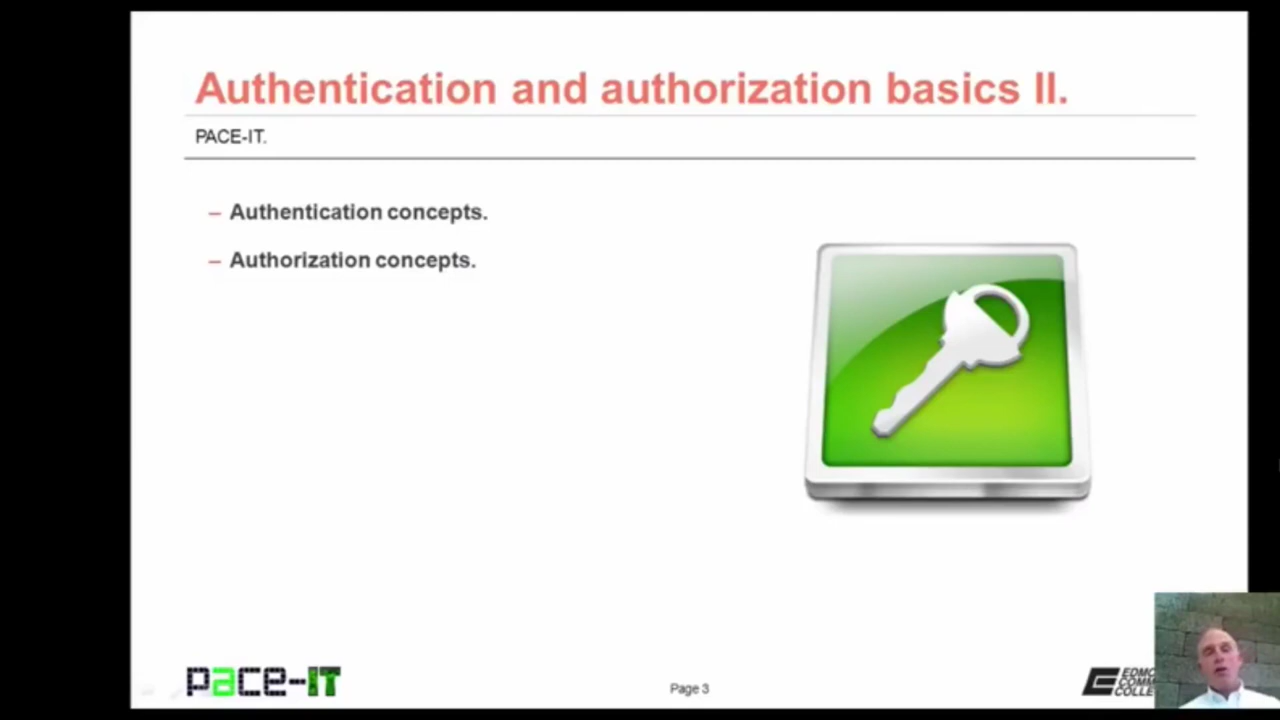 Authentication and authorization basics II.
PACE-IT.
– Authentication concepts.
– Authorization concepts.
pace-IT
Page 3